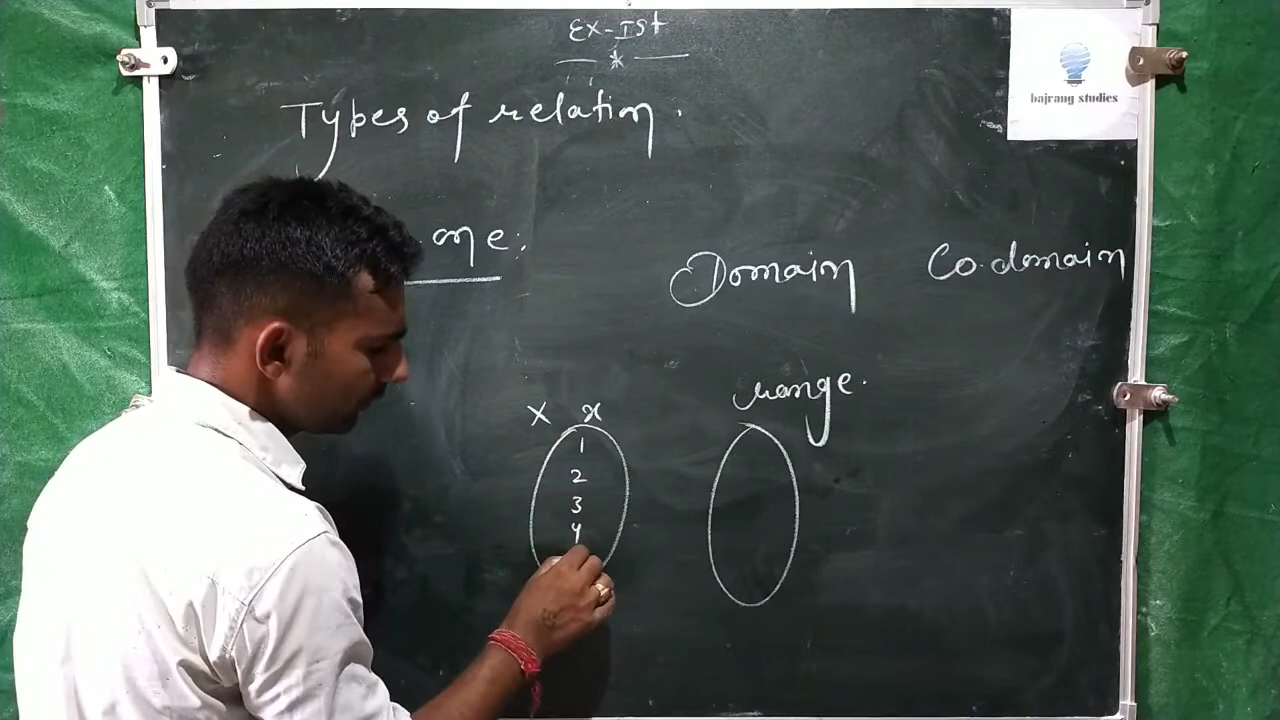 Ex-Ist
*
Types of relation.
one:
Domain Co-domain
range.
X x
1
2
3
4
bajrang studies